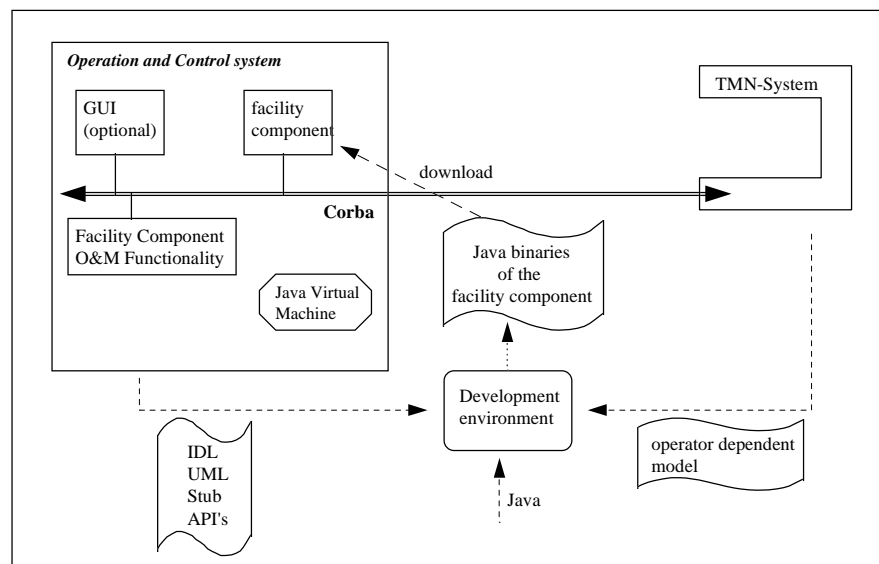 Operation and Control system
TMN-System
GUI
(optional)
facility
component
download
Corba
Facility Component
O&M Functionality
Java binaries
of the
facility component
Java Virtual
Machine
Development
environment
IDL
UML
Stub
API's
operator dependent
model
Java